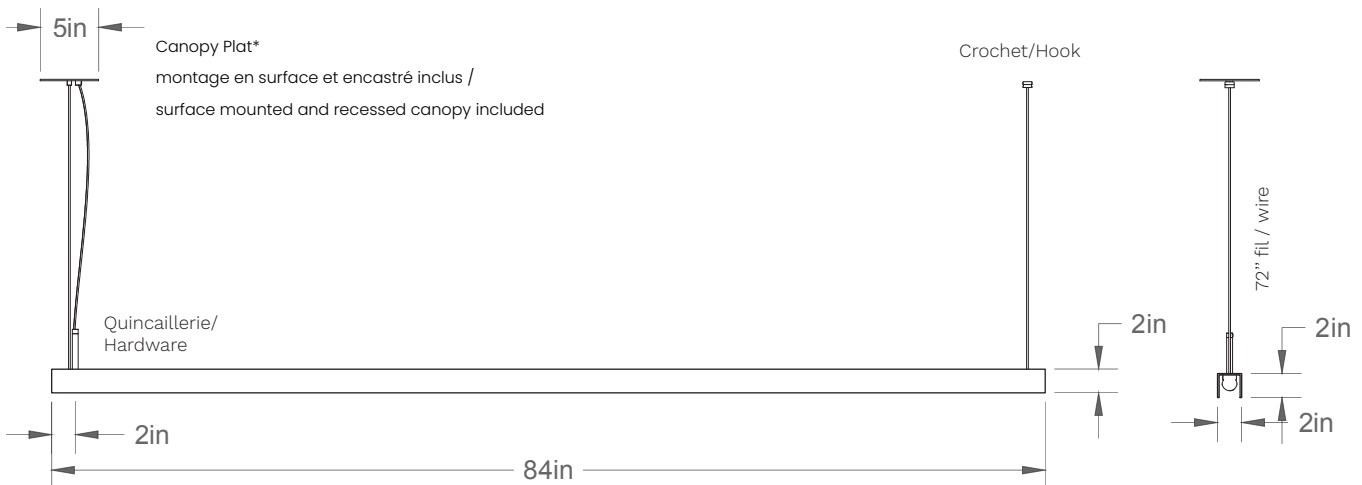 5in
Canopy Plat*
montage en surface et encastré inclus /
surface mounted and recessed canopy included
Crochet/Hook
72” fil / wire
Quincaillerie/
Hardware
2in
2in
2in
2in
84in